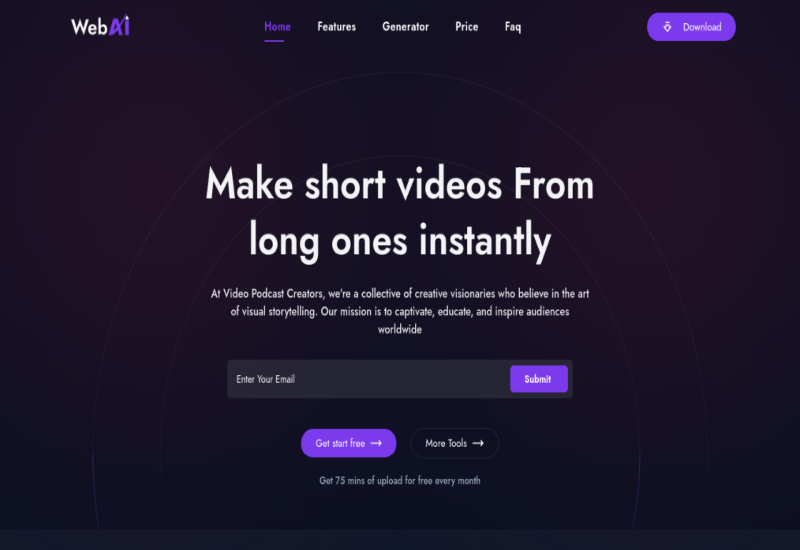 WebAi
Home Features Generator Price Faq
Download
Make short videos From
long ones instantly
At Video Podcast Creators, we're a collective of creative visionaries who believe in the art
of visual storytelling. Our mission is to captivate, educate, and inspire audiences
worldwide
Enter Your Email
Submit
Get start free
More Tools
Get 75 mins of upload for free every month